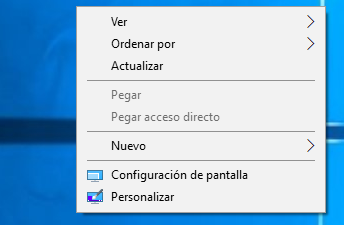 Ver
Ordenar por
Actualizar
Pegar
Pegar acceso directo
Nuevo
Configuración de pantalla
Personalizar